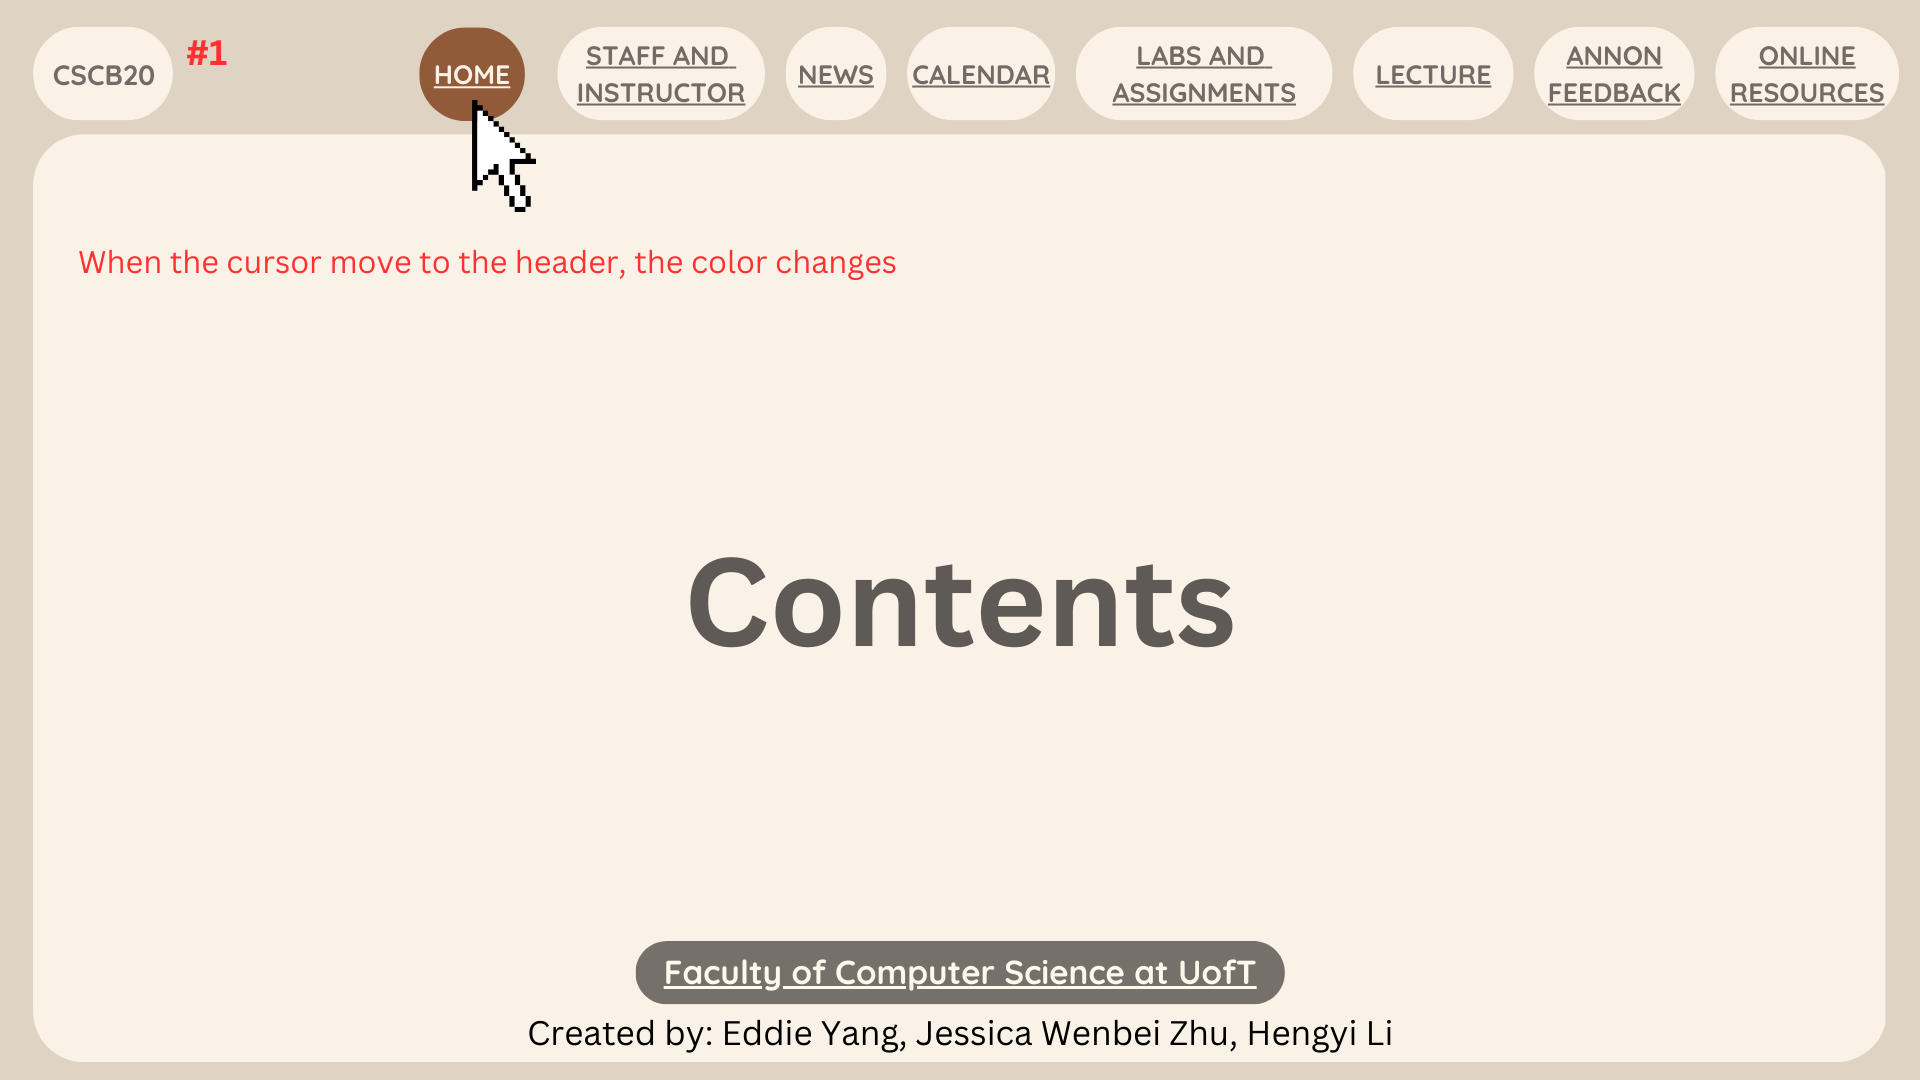 CSCB20
#1
HOME
STAFF AND
INSTRUCTOR
NEWS
CALENDAR
LABS AND
ASSIGNMENTS
LECTURE
ANNON
FEEDBACK
ONLINE
RESOURCES
When the cursor move to the header, the color changes
Contents
Faculty of Computer Science at UofT
Created by: Eddie Yang, Jessica Wenbei Zhu, Hengyi Li